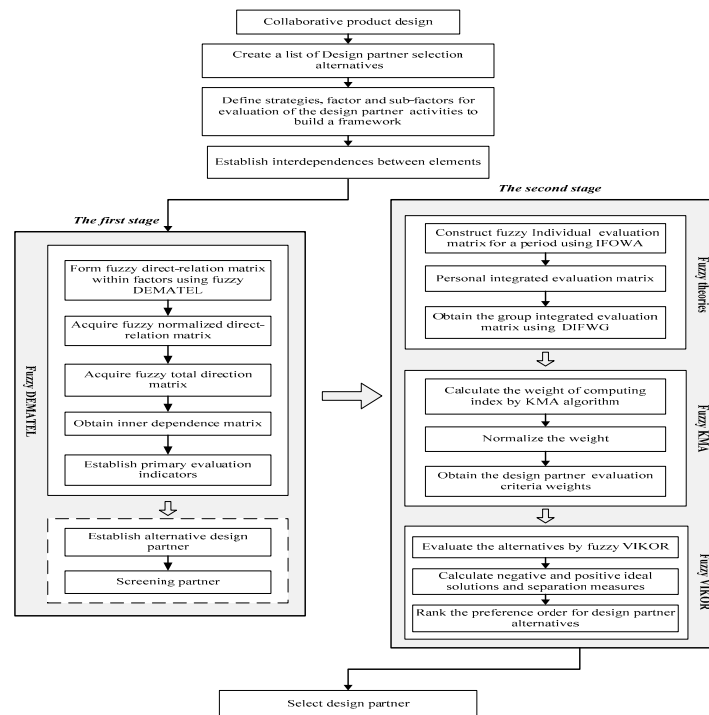 Collaborative product design
Create a list of Design partner selection
alternatives
Define strategies, factor and sub-factors for
evaluation of the design partner activities to
build a framework
Establish interdependences between elements
The first stage
Form fuzzy direct-relation matrix
within factors using fuzzy
DEMATEL
Acquire fuzzy normalized direct-
relation matrix
Acquire fuzzy total direction
matrix
Obtain inner dependence matrix
Establish primary evaluation
indicators
Fuzzy DEMATEL
Establish alternative design
partner
Screening partner
The second stage
Construct fuzzy Individual evaluation
matrix for a period using IFOWA
Personal integrated evaluation matrix
Obtain the group integrated evaluation
matrix using DIFWG
Fuzzy theories
Calculate the weight of computing
index by KMA algorithm
Normalize the weight
Obtain the design partner evaluation
criteria weights
Fuzzy KMA
Evaluate the alternatives by fuzzy VIKOR
Calculate negative and positive ideal
solutions and separation measures
Rank the preference order for design partner
alternatives
Fuzzy VIKOR
Select design partner